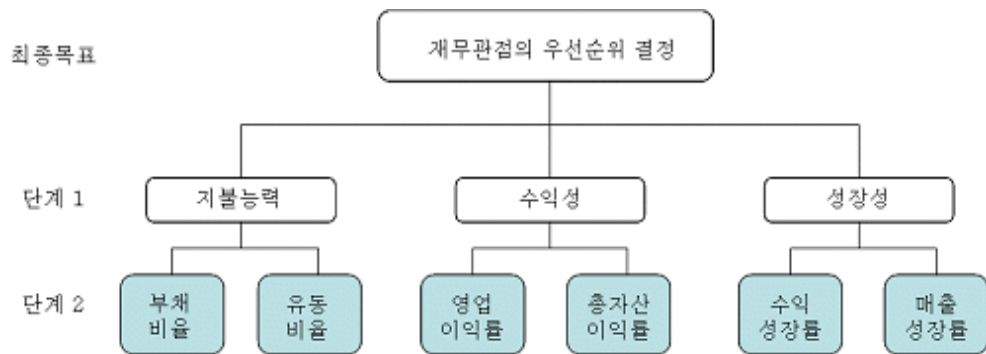 최종목표
재무관점의 우선순위 결정
단계 1
지불능력
수익성
성장성
단계 2
부채
비율
유동
비율
영업
이익률
총자산
이익률
수익
성장률
매출
성장률